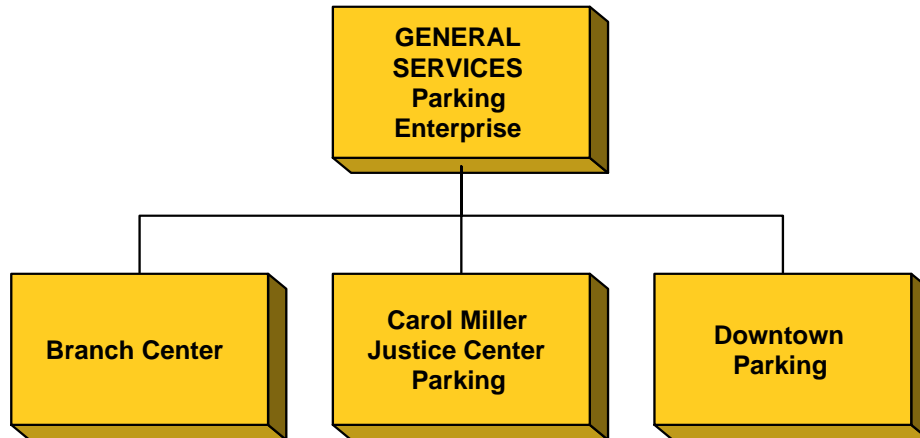 GENERAL
SERVICES
Parking
Enterprise
Branch Center
Carol Miller
Justice Center
Parking
Downtown
Parking